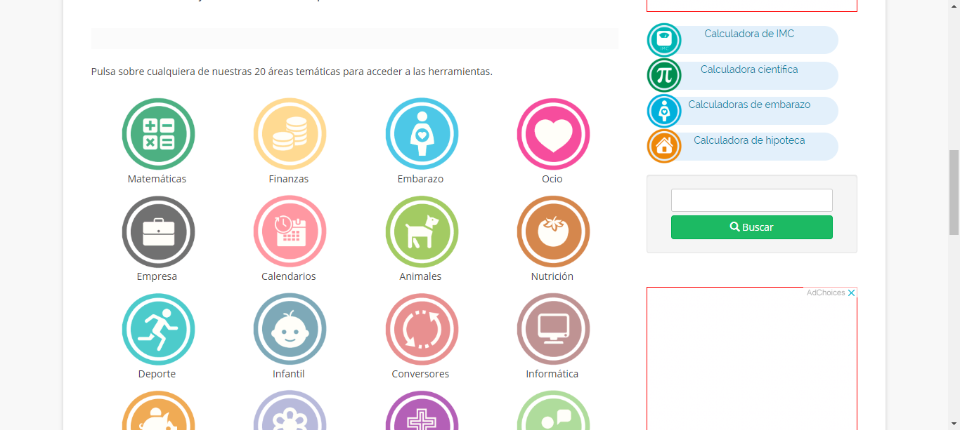 Pulsa sobre cualquiera de nuestras 20 áreas temáticas para acceder a las herramientas.
Matemáticas
Finanzas
Embarazo
Ocio
Empresa
Calendarios
Animales
Nutrición
Deporte
Infantil
Conversores
Informática
Calculadora de IMC
Calculadora científica
Calculadoras de embarazo
Calculadora de hipoteca
Buscar
AdChoices